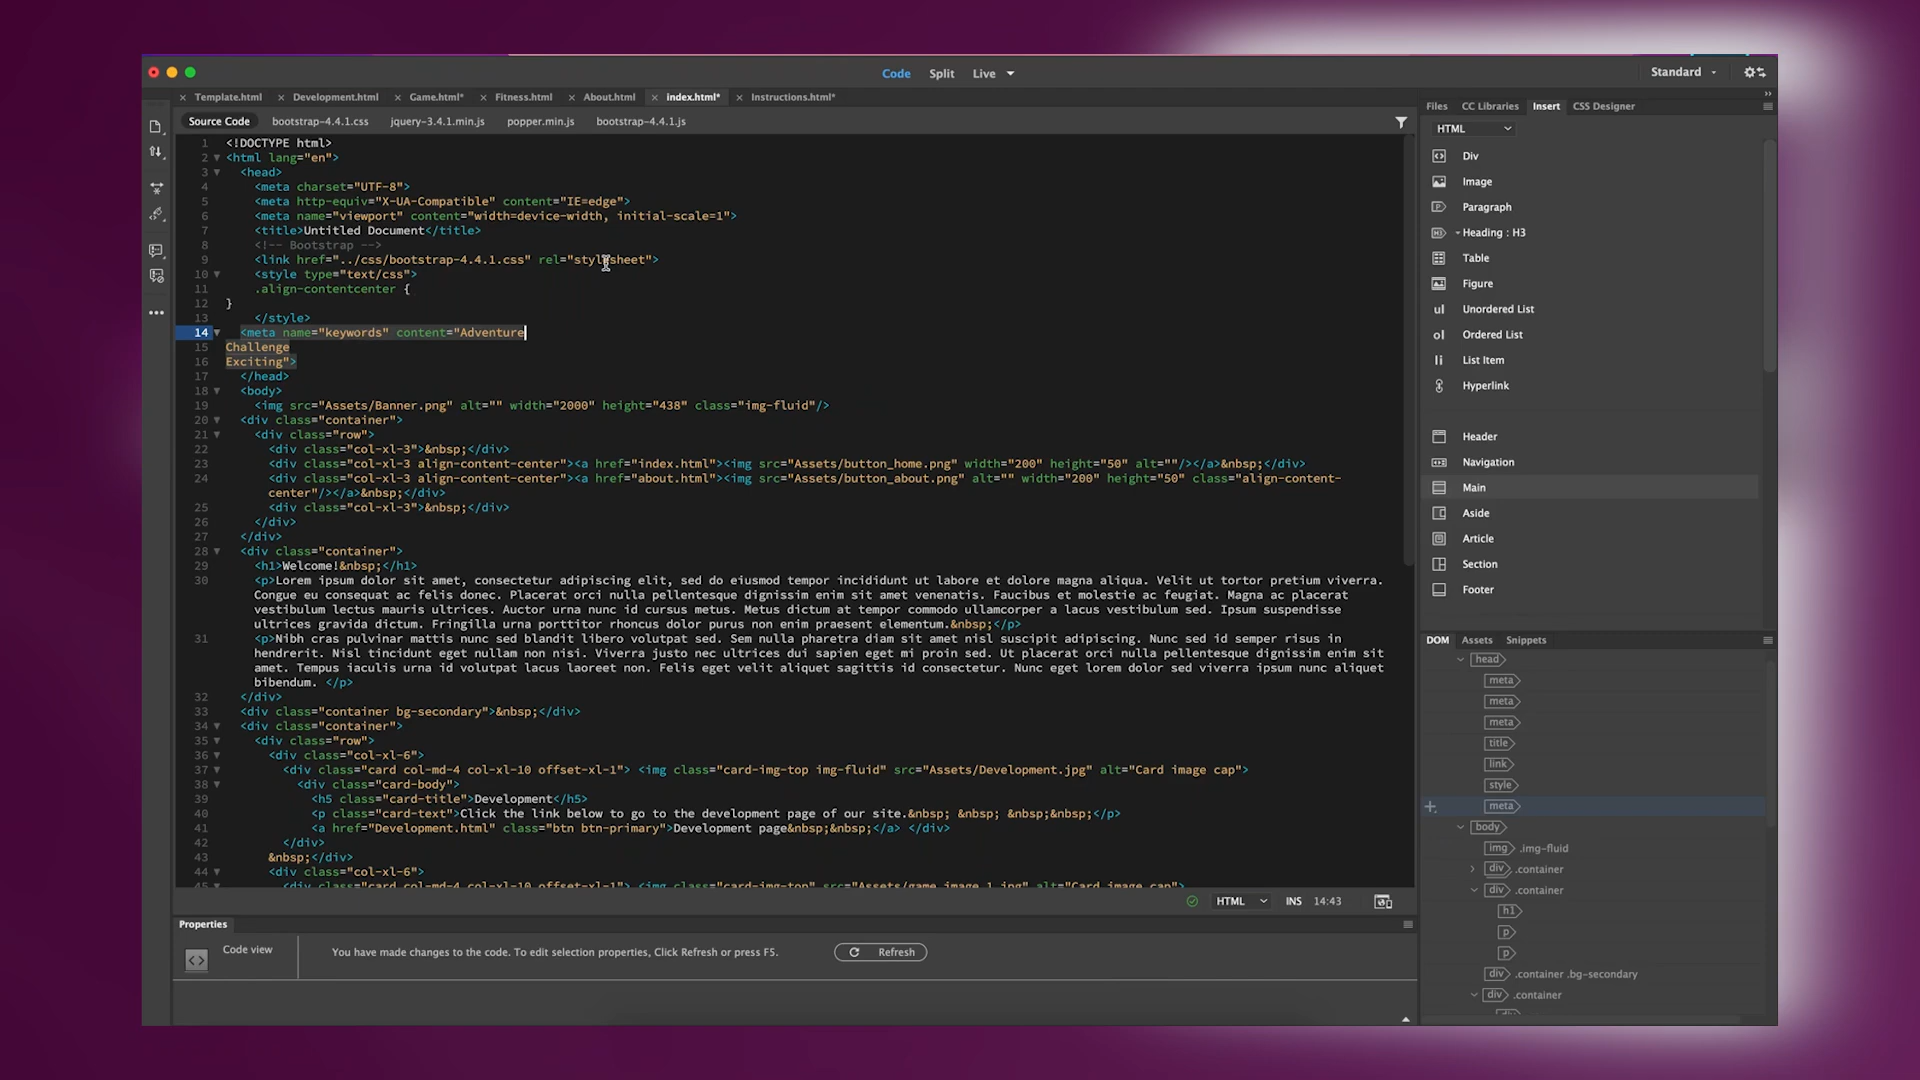 Code Split Live
Standard
Template.html Development.html Game.html* Fitness.html About.html index.html* Instructions.html*
Source Code bootstrap-4.4.1.css jquery-3.4.1.min.js popper.min.js bootstrap-4.4.1.js
1 <!DOCTYPE html>
2 <html lang="en">
3 <head>
4 <meta charset="UTF-8">
5 <meta http-equiv="X-UA-Compatible" content="IE=edge">
6 <meta name="viewport" content="width=device-width, initial-scale=1">
7 <title>Untitled Document</title>
8 <!-- Bootstrap -->
9 <link href="../css/bootstrap-4.4.1.css" rel="stylesheet">
10 <style type="text/css">
11 .align-contentcenter {
12 }
13 </style>
14 <meta name="keywords" content="Adventure
15 Challenge
16 Exciting">
17 </head>
18 <body>
19 <img src="Assets/Banner.png" alt="" width="2000" height="438" class="img-fluid"/>
20 <div class="container">
21 <div class="row">
22 <div class="col-xl-3">&nbsp;</div>
23 <div class="col-xl-3 align-content-center"><a href="index.html"><img src="Assets/button_home.png" width="200" height="50" alt=""/></a>&nbsp;</div>
24 <div class="col-xl-3 align-content-center"><a href="about.html"><img src="Assets/button_about.png" alt="" width="200" height="50" class="align-content-
center"/></a>&nbsp;</div>
25 <div class="col-xl-3">&nbsp;</div>
26 </div>
27 </div>
28 <div class="container">
29 <h1>Welcome!&nbsp;</h1>
30 <p>Lorem ipsum dolor sit amet, consectetur adipiscing elit, sed do eiusmod tempor incididunt ut labore et dolore magna aliqua. Velit ut tortor pretium viverra.
Congue eu consequat ac felis donec. Placerat orci nulla pellentesque dignissim enim sit amet venenatis. Faucibus et molestie ac feugiat. Magna ac placerat
vestibulum lectus mauris ultrices. Auctor urna nunc id cursus metus. Metus dictum at tempor commodo ullamcorper a lacus vestibulum sed. Ipsum suspendisse
ultrices gravida dictum. Fringilla urna porttitor rhoncus dolor purus non enim praesent elementum.&nbsp;</p>
31 <p>Nibh cras pulvinar mattis nunc sed blandit libero volutpat sed. Sem nulla pharetra diam sit amet nisl suscipit adipiscing. Nunc sed id semper risus in
hendrerit. Nisl tincidunt eget nullam non nisi. Viverra justo nec ultrices dui sapien eget mi proin sed. Ut placerat orci nulla pellentesque dignissim enim sit
amet. Tempus iaculis urna id volutpat lacus laoreet non. Felis eget velit aliquet sagittis id consectetur. Nunc eget lorem dolor sed viverra ipsum nunc aliquet
bibendum. </p>
32 </div>
33 <div class="container bg-secondary">&nbsp;</div>
34 <div class="container">
35 <div class="row">
36 <div class="col-xl-6">
37 <div class="card col-md-4 col-xl-10 offset-xl-1"> <img class="card-img-top img-fluid" src="Assets/Development.jpg" alt="Card image cap">
38 <div class="card-body">
39 <h5 class="card-title">Development</h5>
40 <p class="card-text">Click the link below to go to the development page of our site.&nbsp; &nbsp; &nbsp;&nbsp;</p>
41 <a href="Development.html" class="btn btn-primary">Development page&nbsp;&nbsp;</a> </div>
42 </div>
43 &nbsp;</div>
44 <div class="col-xl-6">
45 <div class="card col-md-4 col-xl-10 offset-xl-1"> <img class="card-img-top" src="Assets/game_image_1.jpg" alt="Card image cap">
HTML INS 14:43
Properties
Code view
You have made changes to the code. To edit selection properties, Click Refresh or press F5.
Refresh
Files CC Libraries Insert CSS Designer
HTML
Div
Image
Paragraph
Heading : H3
Table
Figure
ul Unordered List
ol Ordered List
li List Item
Hyperlink
Header
Navigation
Main
Aside
Article
Section
Footer
DOM Assets Snippets
head
meta
meta
meta
title
link
style
meta
body
img .img-fluid
div .container
div .container
h1
p
p
div .container .bg-secondary
div .container